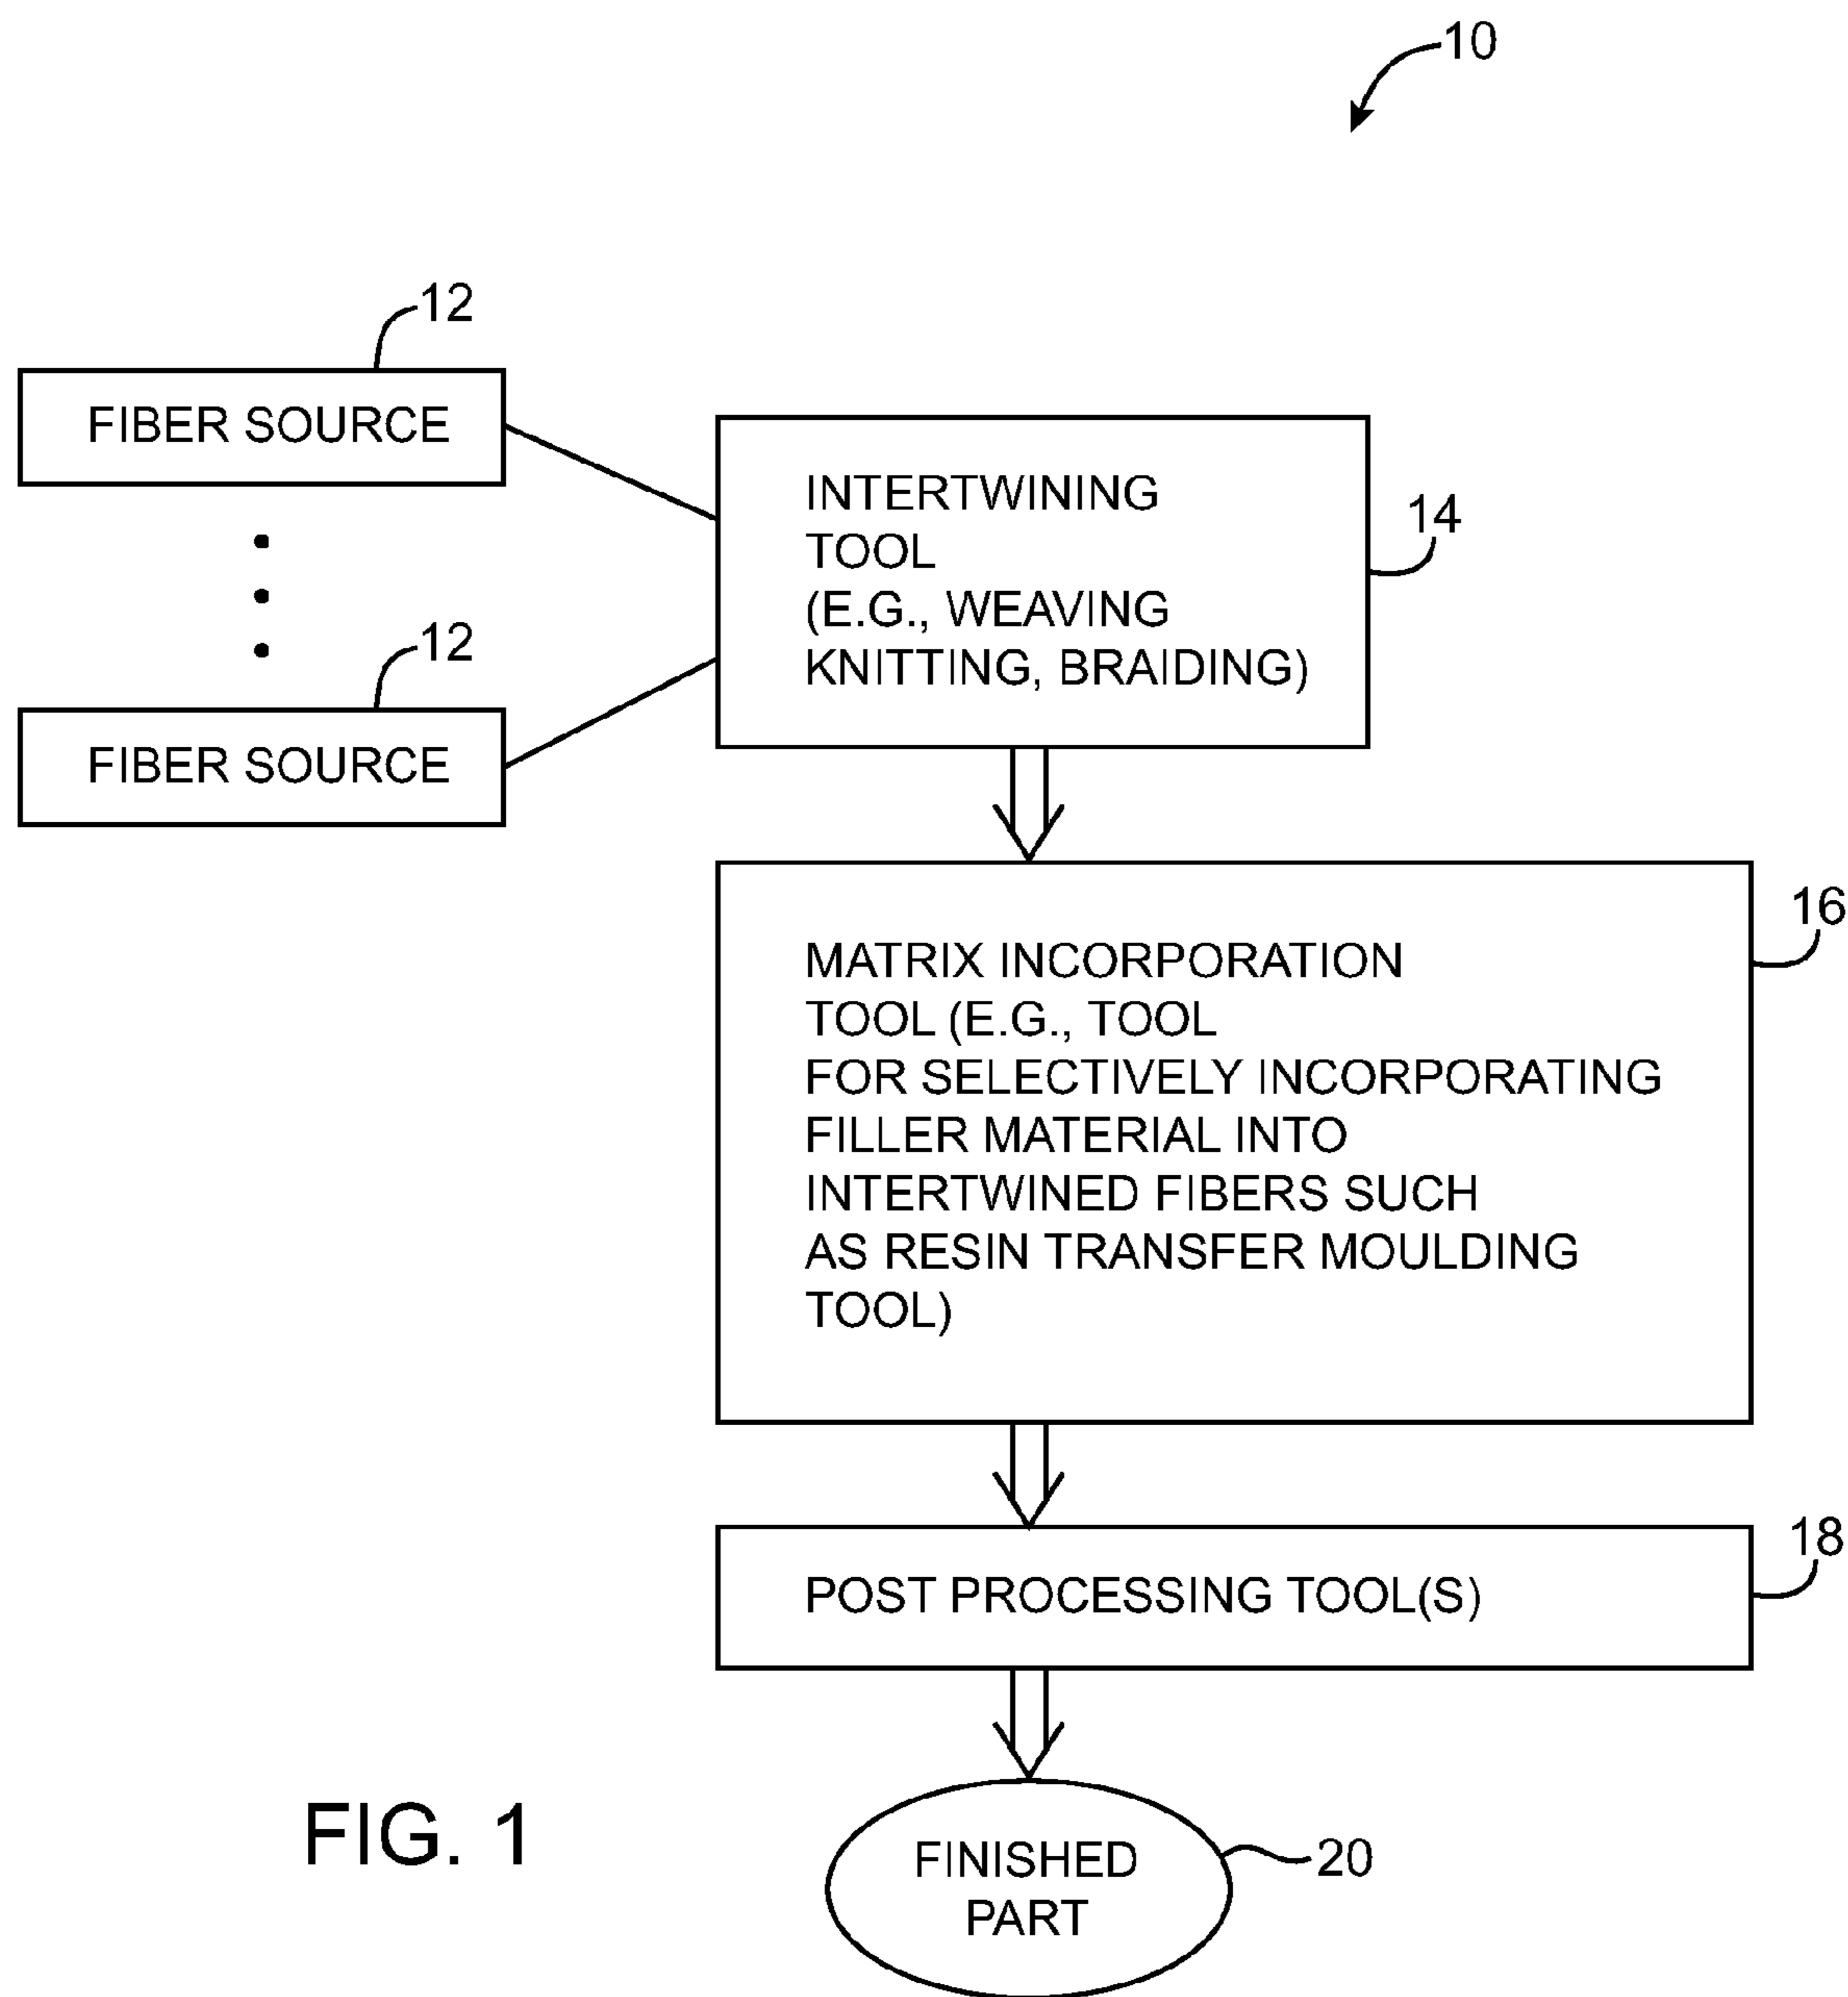 10
12
FIBER SOURCE
12
FIBER SOURCE
INTERTWINING
TOOL
(E.G., WEAVING
KNITTING, BRAIDING)
14
MATRIX INCORPORATION
TOOL (E.G., TOOL
FOR SELECTIVELY INCORPORATING
FILLER MATERIAL INTO
INTERTWINED FIBERS SUCH
AS RESIN TRANSFER MOULDING
TOOL)
16
POST PROCESSING TOOL(S)
18
FINISHED
PART
20
FIG. 1